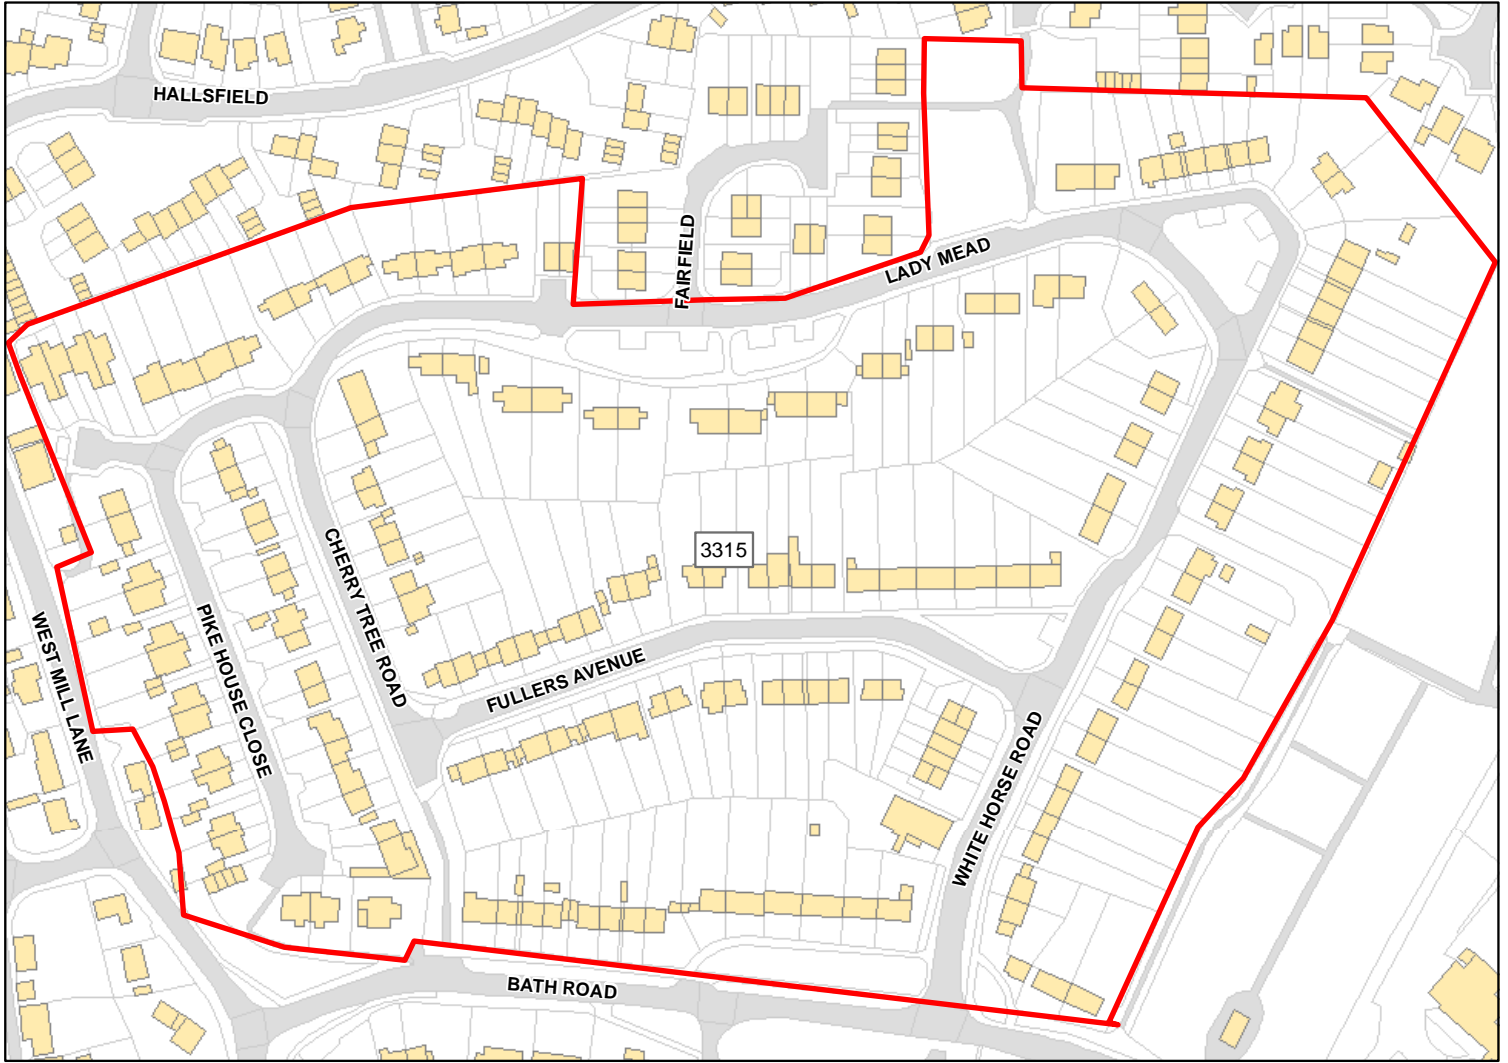 HALLSFIELD
FAIRFIELD
LADY MEAD
3315
CHERRY TREE ROAD
WEST MILL LANE
PIKE HOUSE CLOSE
FULLERS AVENUE
WHITE HORSE ROAD
BATH ROAD